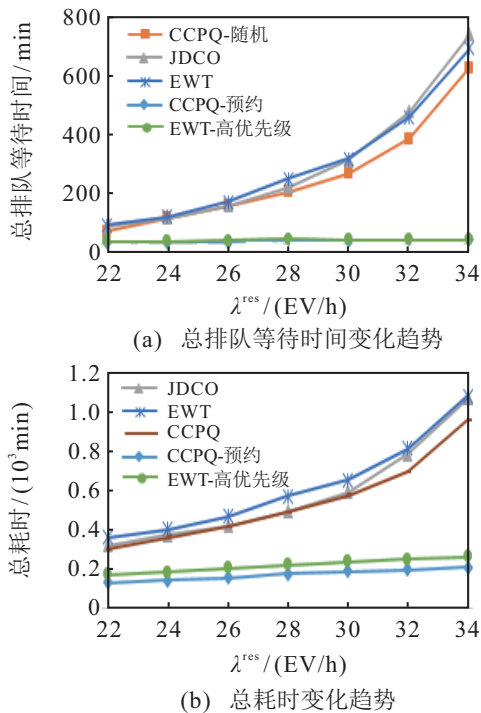 800
600
400
200
0
总排队等待时间/min
CCPQ-随机
JDCO
EWT
CCPQ-预约
EWT-高优先级
22 24 26 28 30 32 34
λ^res/(EV/h)
(a) 总排队等待时间变化趋势
1.2
1.0
0.8
0.6
0.4
0.2
0
总耗时/(10³min)
JDCO
EWT
CCPQ
CCPQ-预约
EWT-高优先级
22 24 26 28 30 32 34
λ^res/(EV/h)
(b) 总耗时变化趋势